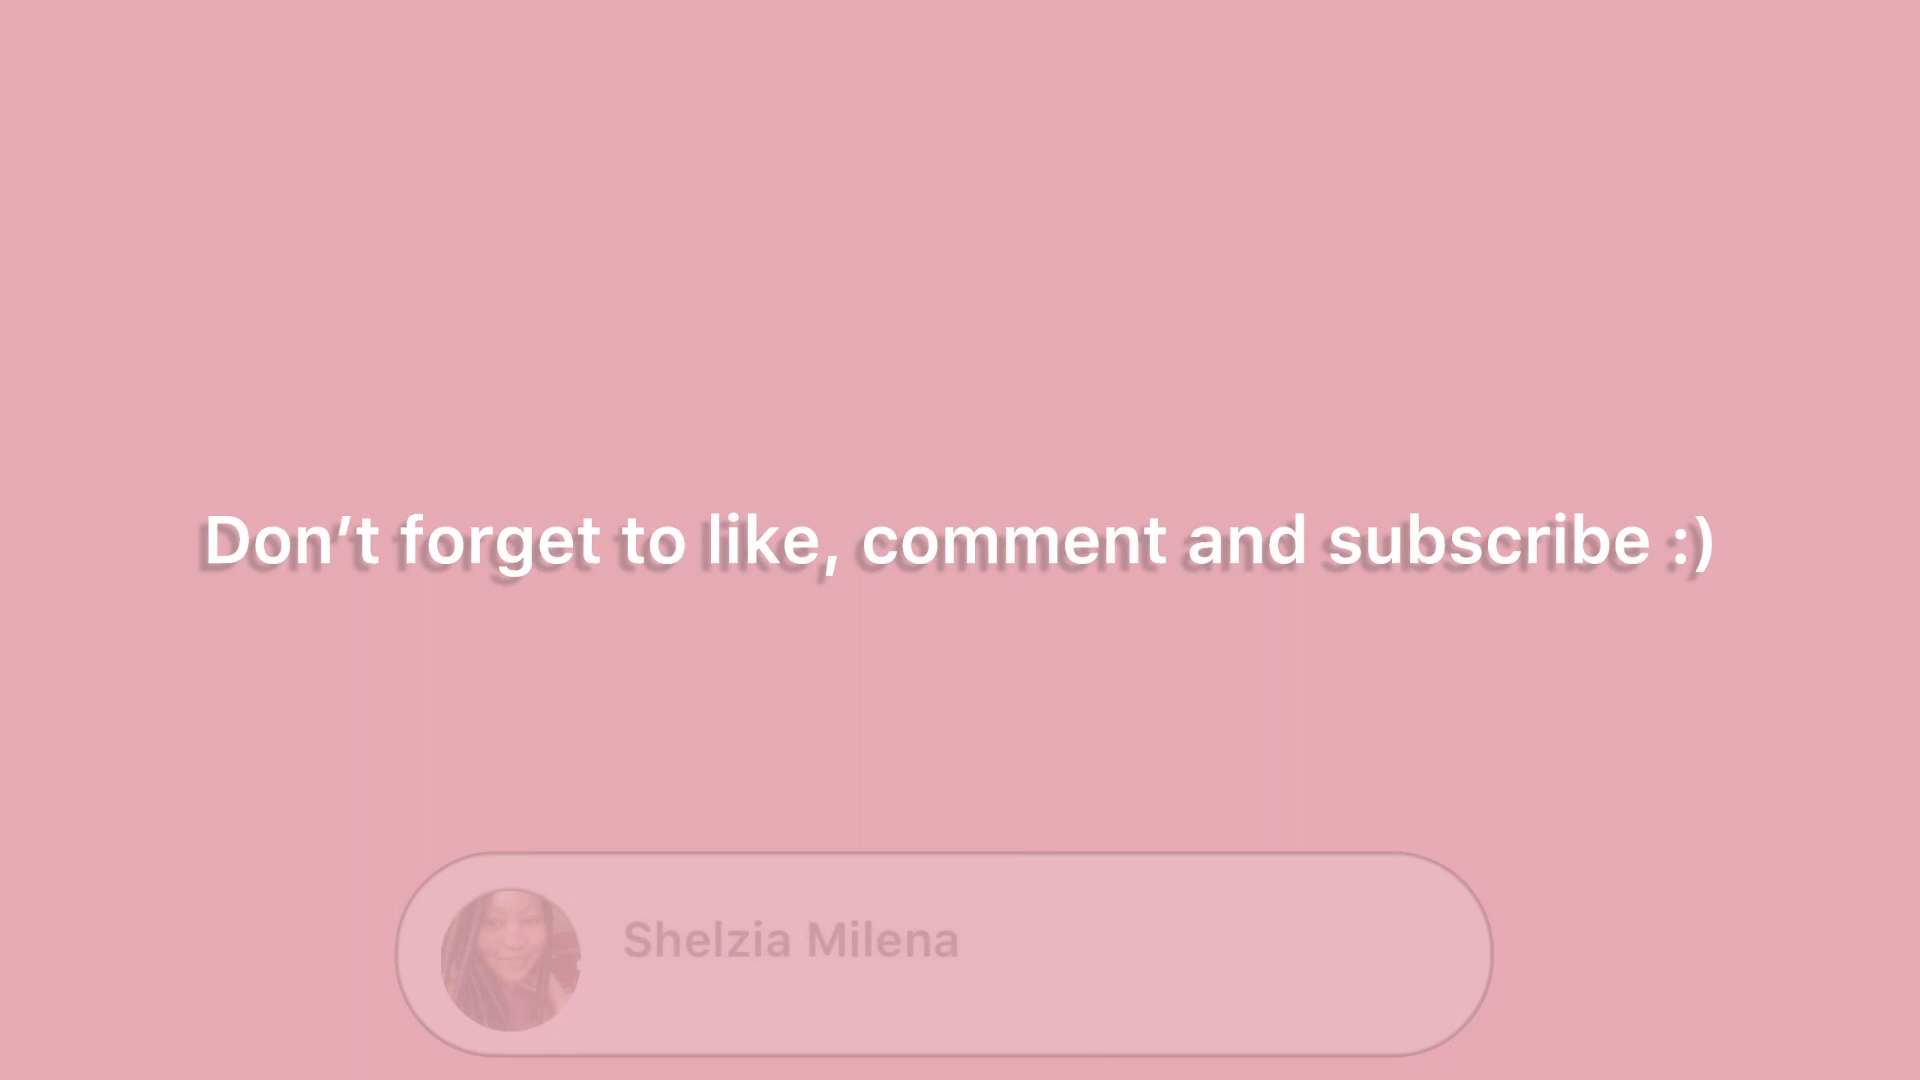 Don’t forget to like, comment and subscribe :)
Shelzia Milena